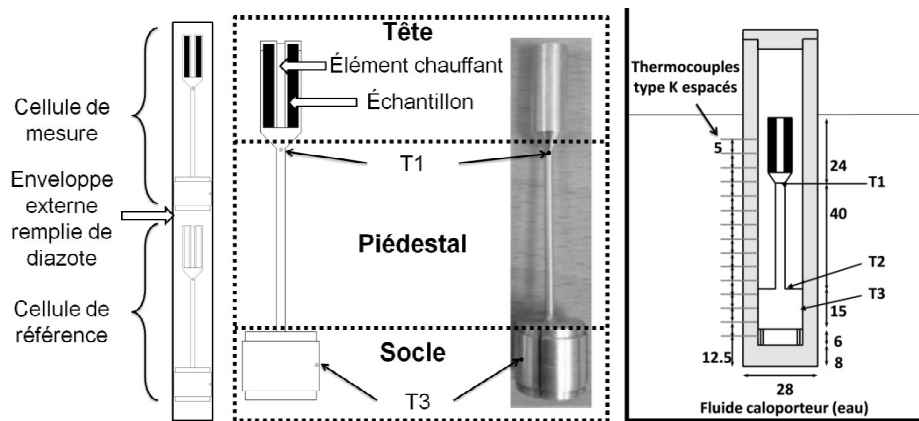 Cellule de
mesure
Enveloppe
externe
remplie de
diazote
Cellule de
référence
Tête
Élément chauffant
Échantillon
T1
Piédestal
Socle
T3
Thermocouples
type K espacés
5
24
T1
40
T2
T3
15
6
12.5
8
28
Fluide caloporteur (eau)